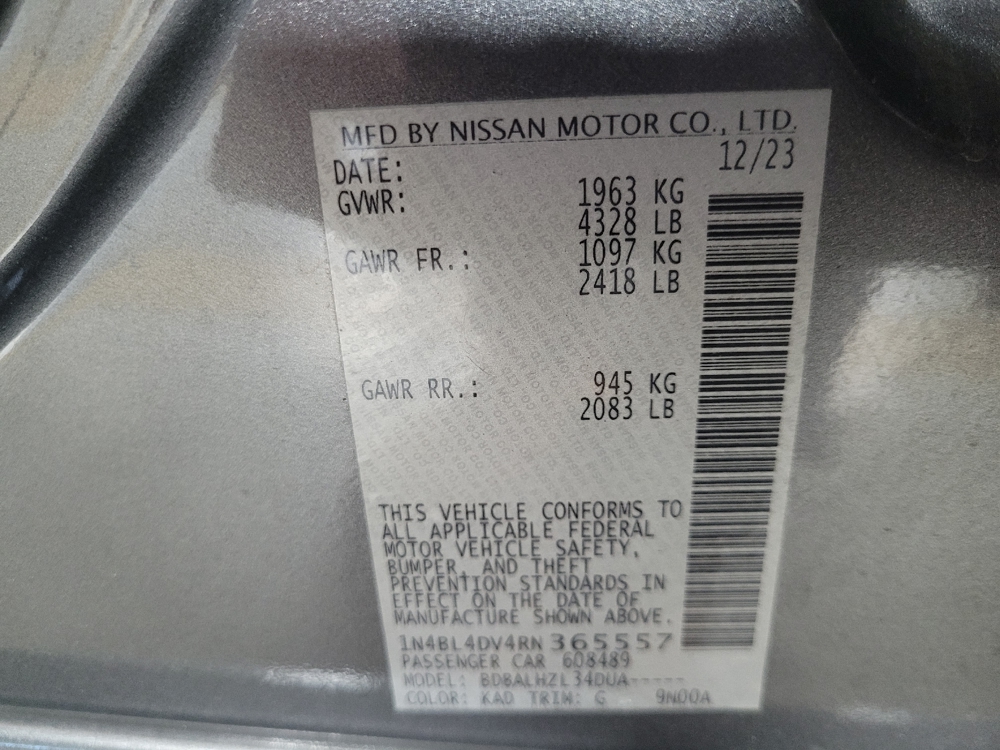 MFD BY NISSAN MOTOR CO., LTD.
DATE: 12/23
GVWR: 1963 KG
4328 LB
GAWR FR.: 1097 KG
2418 LB
GAWR RR.: 945 KG
2083 LB
THIS VEHICLE CONFORMS TO
ALL APPLICABLE FEDERAL
MOTOR VEHICLE SAFETY,
BUMPER, AND THEFT
PREVENTION STANDARDS IN
EFFECT ON THE DATE OF
MANUFACTURE SHOWN ABOVE.
1N4BL4DV4RN365557
PASSENGER CAR 608489
MODEL: BDBALHZL34DUA-----
COLOR: KAD TRIM: G 9N00A